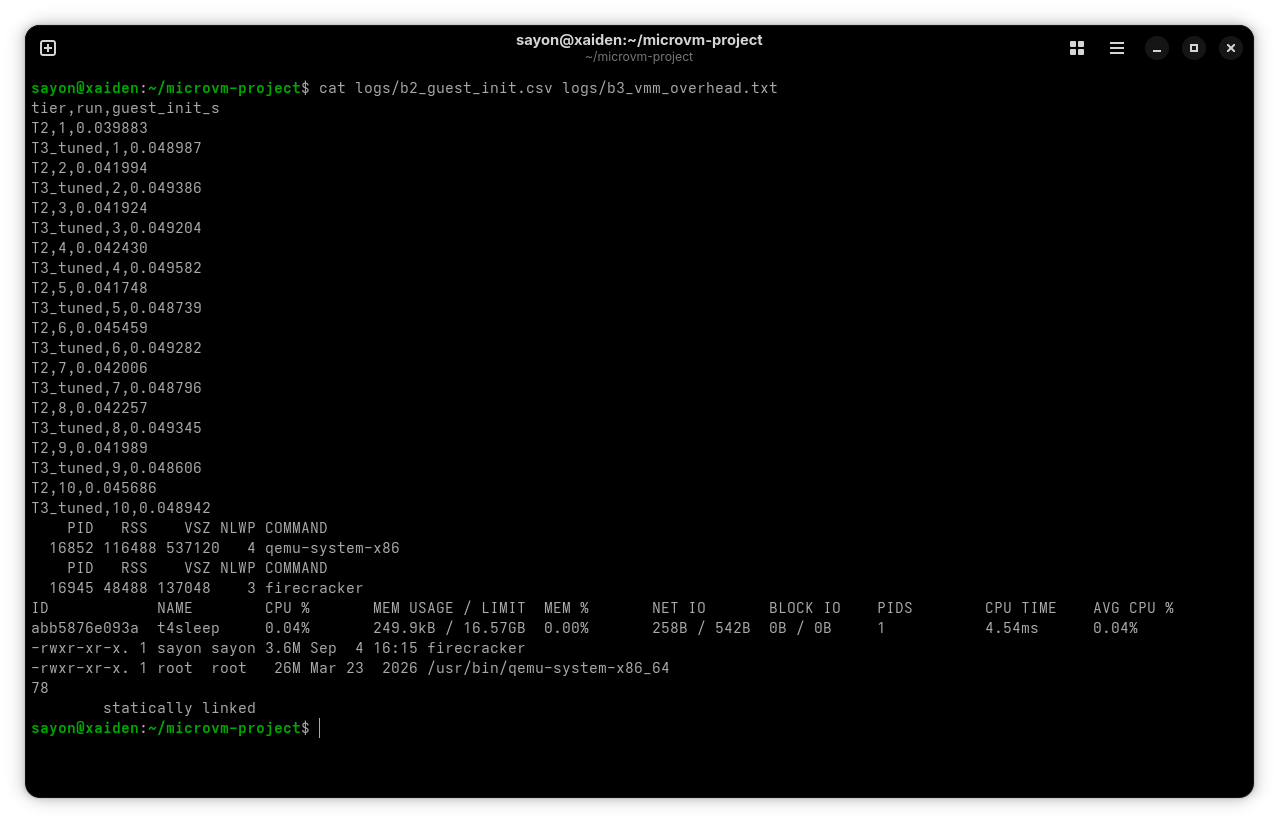 sayon@xaiden:~/microvm-project
~/microvm-project
sayon@xaiden:~/microvm-project$ cat logs/b2_guest_init.csv logs/b3_vmm_overhead.txt
tier,run,guest_init_s
T2,1,0.039883
T3_tuned,1,0.048987
T2,2,0.041994
T3_tuned,2,0.049386
T2,3,0.041924
T3_tuned,3,0.049204
T2,4,0.042430
T3_tuned,4,0.049582
T2,5,0.041748
T3_tuned,5,0.048739
T2,6,0.045459
T3_tuned,6,0.049282
T2,7,0.042006
T3_tuned,7,0.048796
T2,8,0.042257
T3_tuned,8,0.049345
T2,9,0.041989
T3_tuned,9,0.048606
T2,10,0.045686
T3_tuned,10,0.048942
    PID   RSS    VSZ NLWP COMMAND
  16852 116488 537120   4 qemu-system-x86
    PID   RSS    VSZ NLWP COMMAND
  16945 48488 137048    3 firecracker
ID            NAME        CPU %       MEM USAGE / LIMIT  MEM %       NET IO       BLOCK IO    PIDS        CPU TIME    AVG CPU %
abb5876e093a  t4sleep     0.04%       249.9kB / 16.57GB  0.00%       258B / 542B  0B / 0B     1           4.54ms      0.04%
-rwxr-xr-x. 1 sayon sayon 3.6M Sep  4 16:15 firecracker
-rwxr-xr-x. 1 root  root   26M Mar 23  2026 /usr/bin/qemu-system-x86_64
78
        statically linked
sayon@xaiden:~/microvm-project$